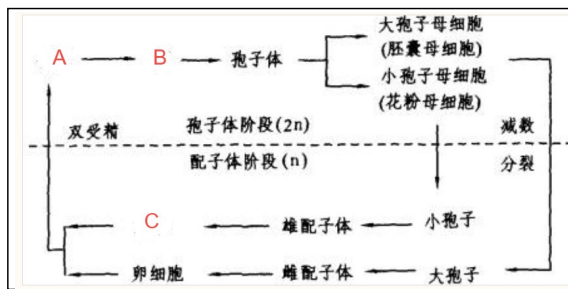 大孢子母细胞
(胚囊母细胞)
A B 孢子体
小孢子母细胞
(花粉母细胞)
双受精 孢子体阶段(2n) 减数
配子体阶段(n) 分裂
C 雄配子体 小孢子
卵细胞 雌配子体 大孢子